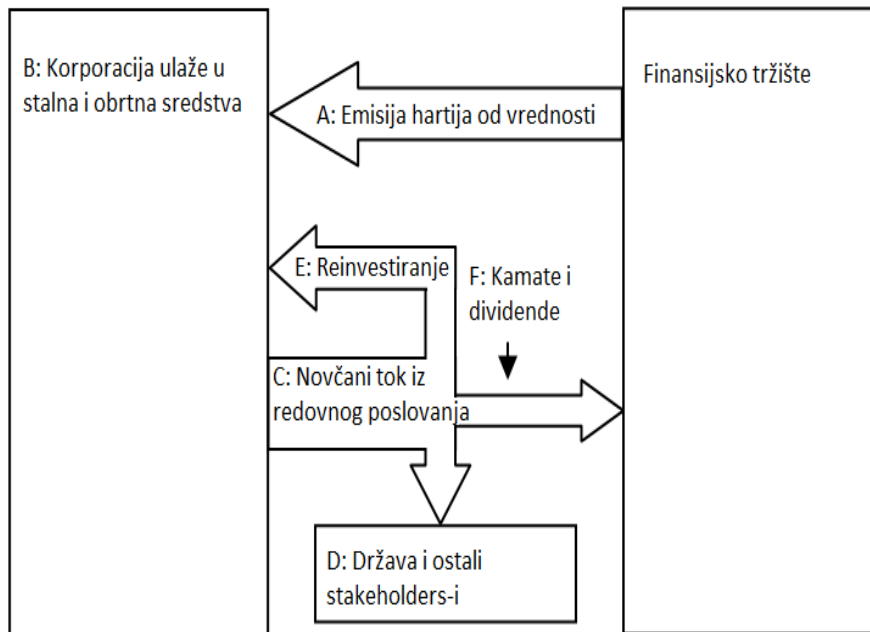 B: Korporacija ulaže u
stalna i obrtna sredstva
Finansijsko tržište
A: Emisija hartija od vrednosti
E: Reinvestiranje
F: Kamate i
dividende
C: Novčani tok iz
redovnog poslovanja
D: Država i ostali
stakeholders-i